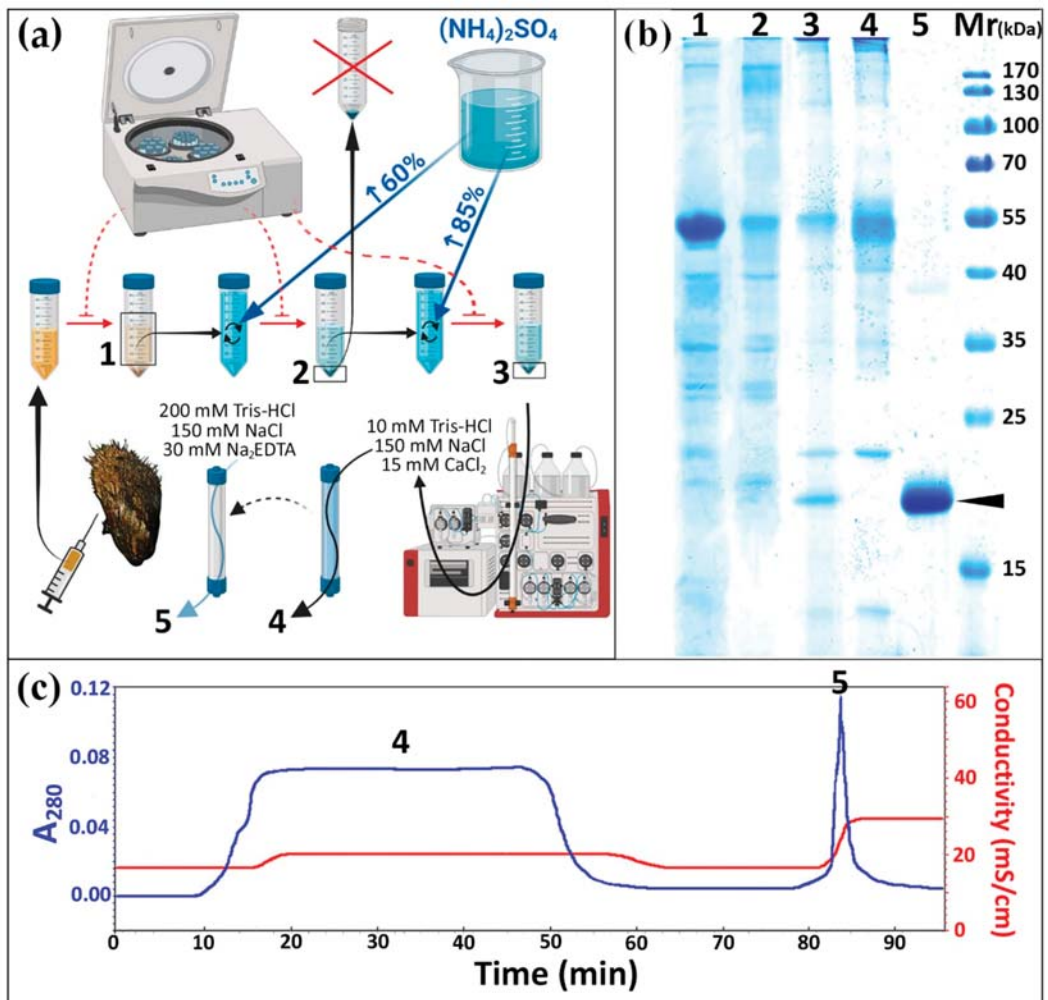 (a)
(NH₄)₂SO₄
↑60%
↑85%
1
2
3
200 mM Tris-HCl
150 mM NaCl
30 mM Na₂EDTA
10 mM Tris-HCl
150 mM NaCl
15 mM CaCl₂
5
4
(b)
1 2 3 4 5 Mr(kDa)
170
130
100
70
55
40
35
25
15
(c)
0.12
0.08
0.04
0.00
A₂₈₀
4
5
60
40
20
0
Conductivity (mS/cm)
0 10 20 30 40 50 60 70 80 90
Time (min)